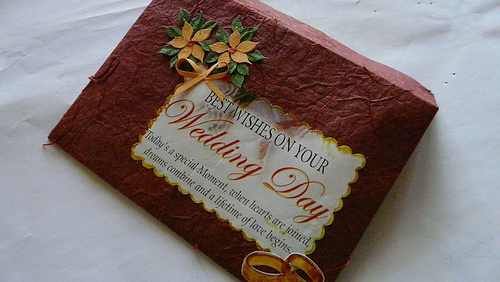 BEST WISHES ON YOUR
Wedding Day
Today's a special Moment, when hearts are joined,
dreams combine and a lifetime of love begins.